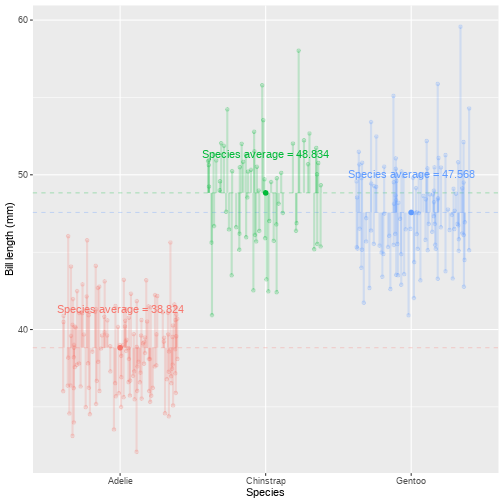 60
Species average = 48.834
50
Species average = 47.568
Bill length (mm)
Species average = 38.824
40
Adelie
Chinstrap
Gentoo
Species